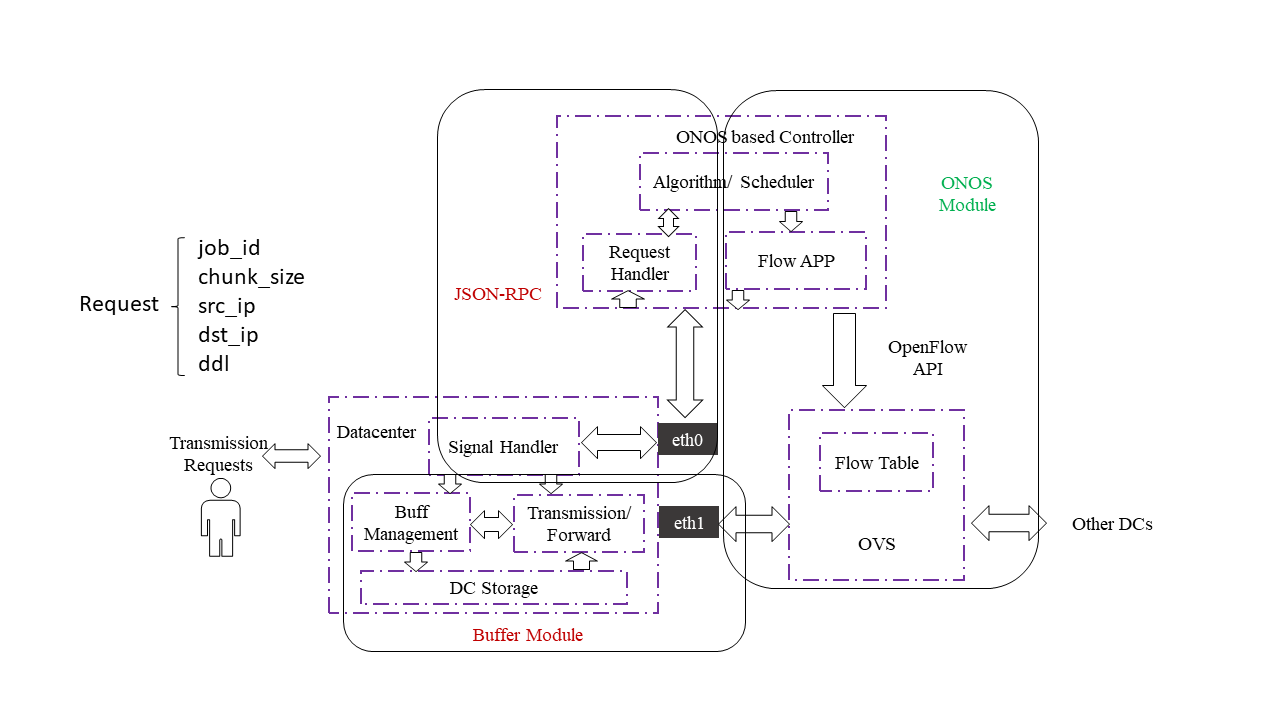 ONOS based Controller
Algorithm/ Scheduler
ONOS
Module
Request
Handler
Flow APP
JSON-RPC
Request
job_id
chunk_size
src_ip
dst_ip
ddl
OpenFlow
API
Datacenter
Signal Handler
eth0
Transmission
Requests
Flow Table
Buff
Management
Transmission/
Forward
eth1
OVS
Other DCs
DC Storage
Buffer Module